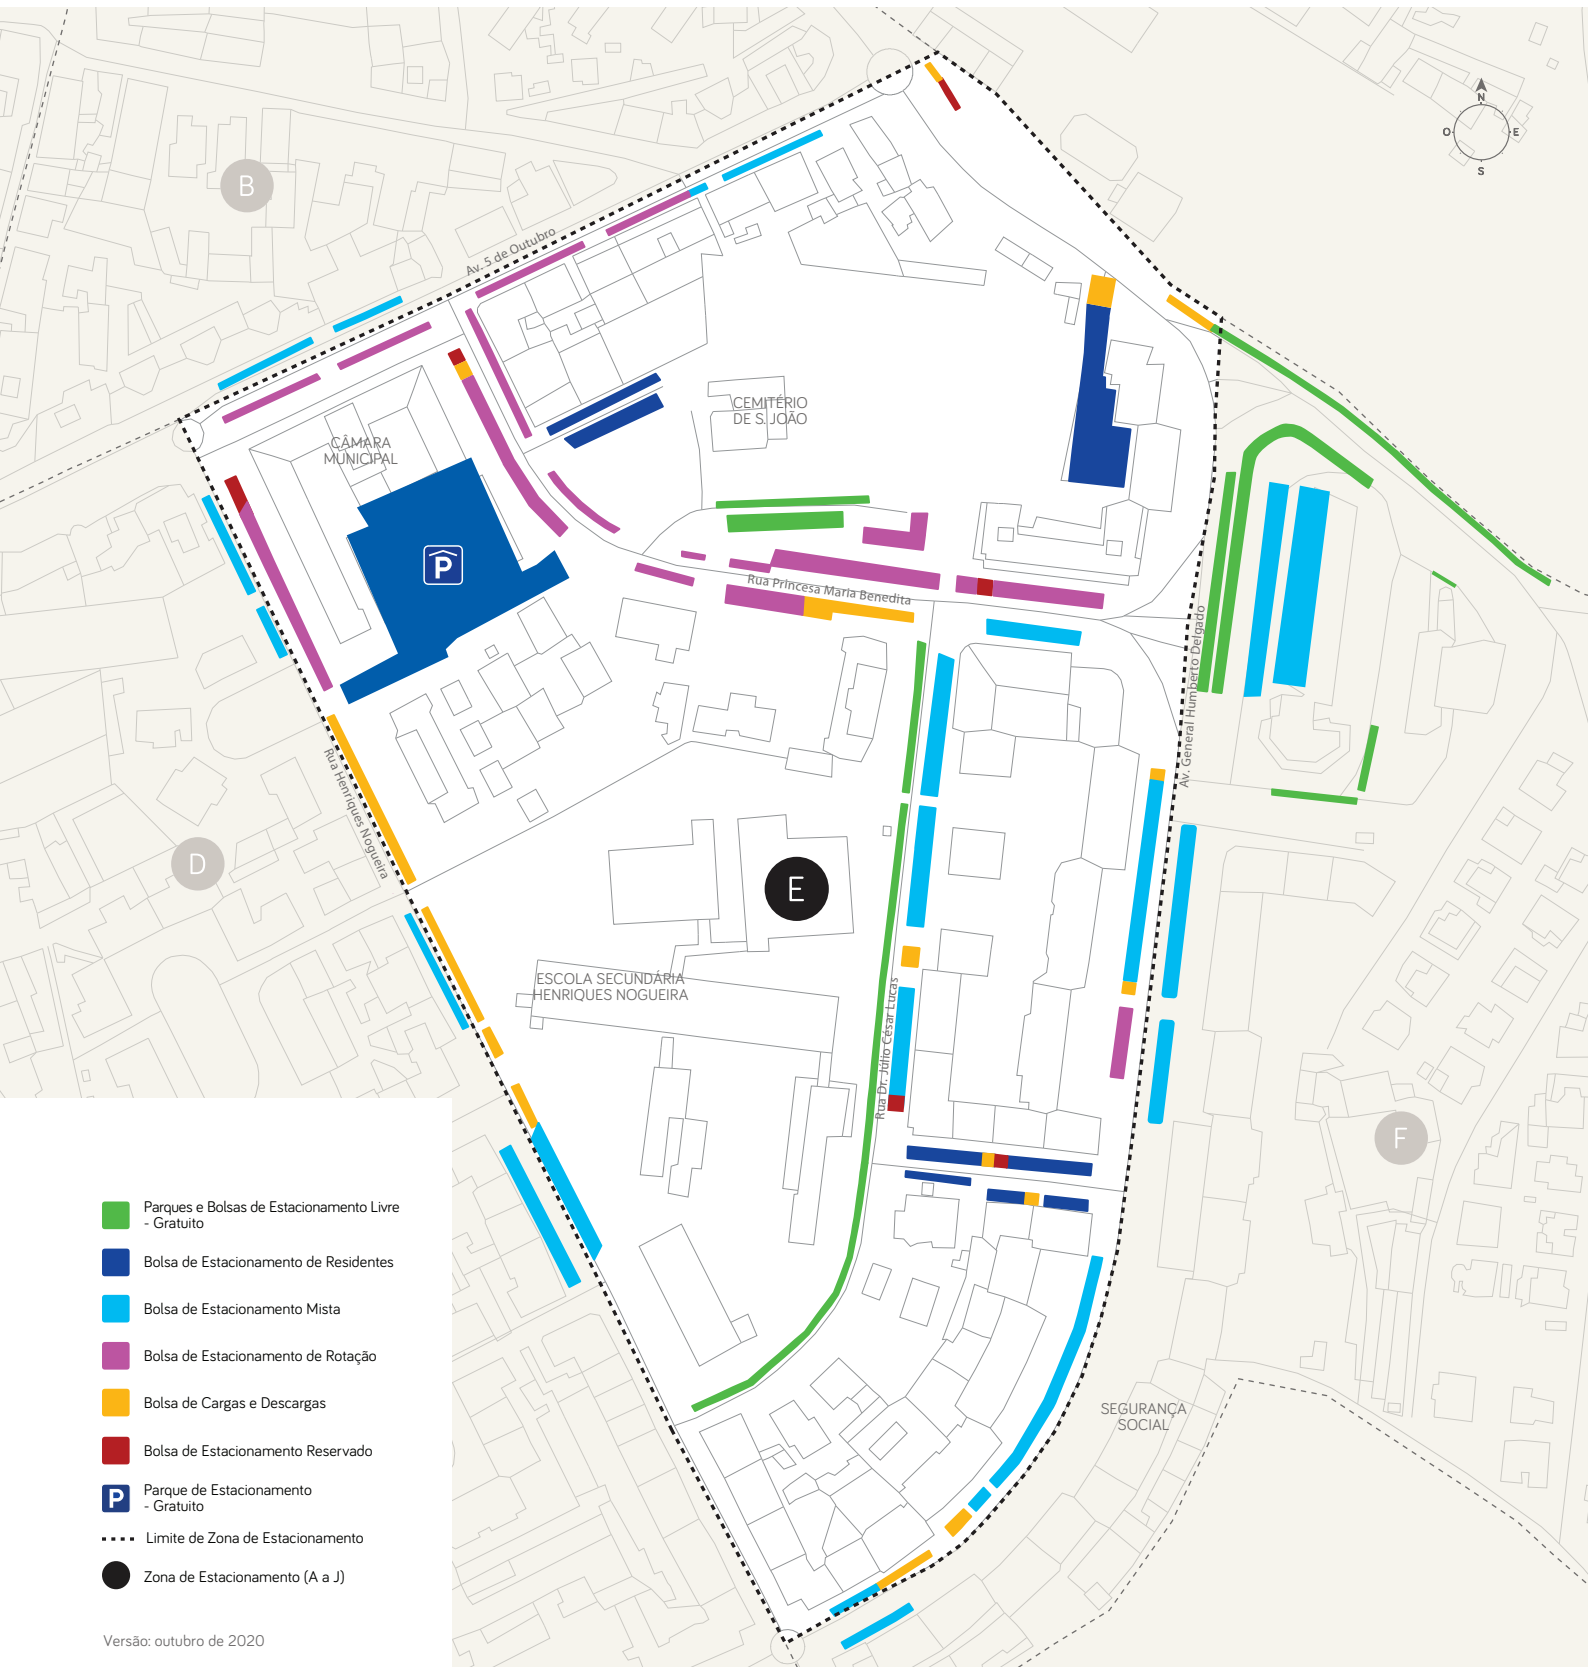 B
N
O
E
S
Av. 5 de Outubro
CEMITÉRIO
DE S. JOÃO
CÂMARA
MUNICIPAL
P
Rua Princesa Maria Benedita
Av. General Humberto Delgado
Rua Henriques Nogueira
D
E
ESCOLA SECUNDÁRIA
HENRIQUES NOGUEIRA
Rua Dr. Júlio César Lucas
F
SEGURANÇA
SOCIAL
Parques e Bolsas de Estacionamento Livre
- Gratuito
Bolsa de Estacionamento de Residentes
Bolsa de Estacionamento Mista
Bolsa de Estacionamento de Rotação
Bolsa de Cargas e Descargas
Bolsa de Estacionamento Reservado
P
Parque de Estacionamento
- Gratuito
Limite de Zona de Estacionamento
Zona de Estacionamento (A a J)
Versão: outubro de 2020